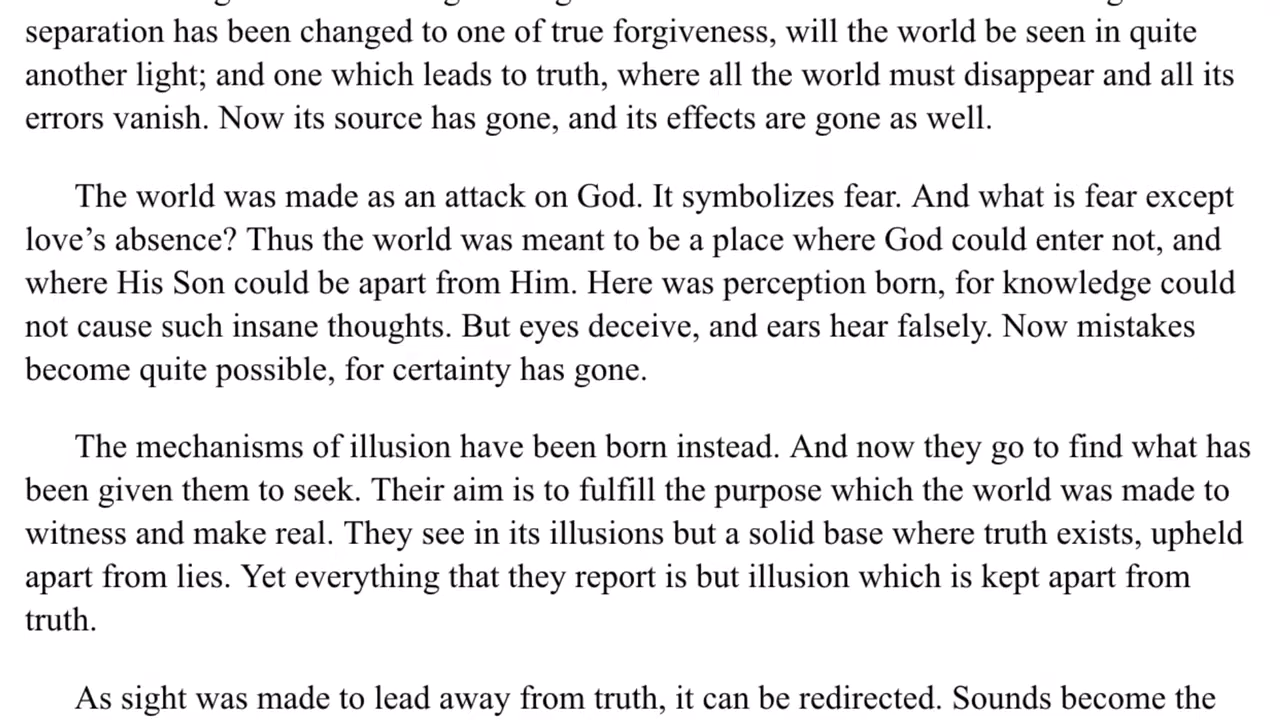 separation has been changed to one of true forgiveness, will the world be seen in quite
another light; and one which leads to truth, where all the world must disappear and all its
errors vanish. Now its source has gone, and its effects are gone as well.
The world was made as an attack on God. It symbolizes fear. And what is fear except
love’s absence? Thus the world was meant to be a place where God could enter not, and
where His Son could be apart from Him. Here was perception born, for knowledge could
not cause such insane thoughts. But eyes deceive, and ears hear falsely. Now mistakes
become quite possible, for certainty has gone.
The mechanisms of illusion have been born instead. And now they go to find what has
been given them to seek. Their aim is to fulfill the purpose which the world was made to
witness and make real. They see in its illusions but a solid base where truth exists, upheld
apart from lies. Yet everything that they report is but illusion which is kept apart from
truth.
As sight was made to lead away from truth, it can be redirected. Sounds become the